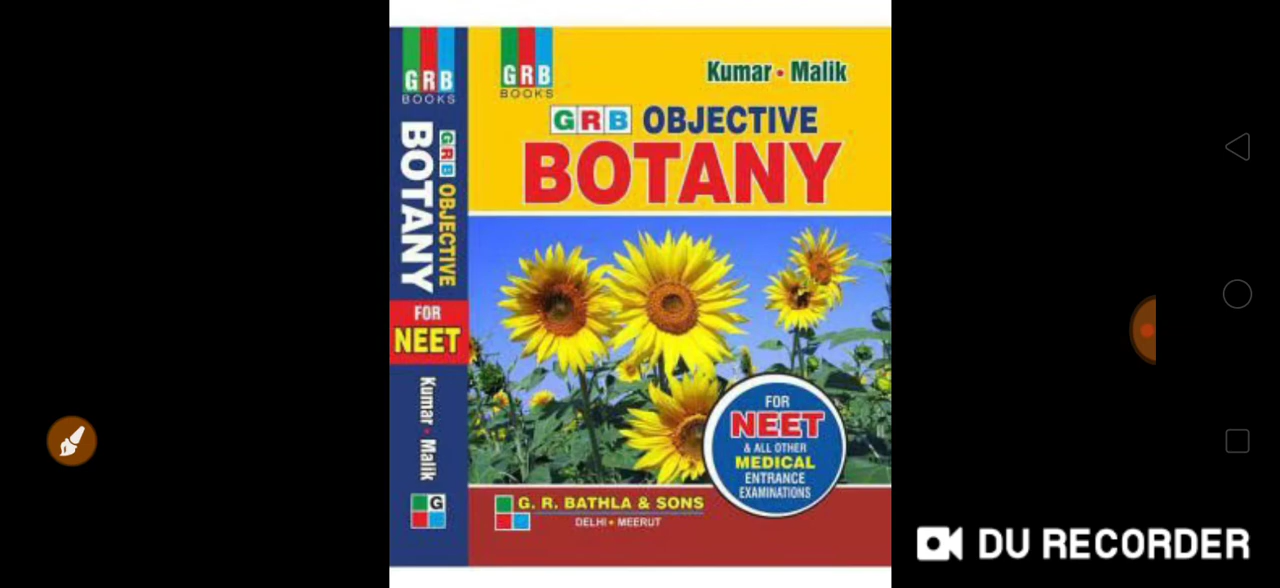 GRB
BOOKS
GRB OBJECTIVE
BOTANY
FOR
NEET
Kumar • Malik
G
GRB
BOOKS
Kumar • Malik
GRB OBJECTIVE
BOTANY
FOR
NEET
& ALL OTHER
MEDICAL
ENTRANCE
EXAMINATIONS
G
G. R. BATHLA & SONS
DELHI • MEERUT
DU RECORDER